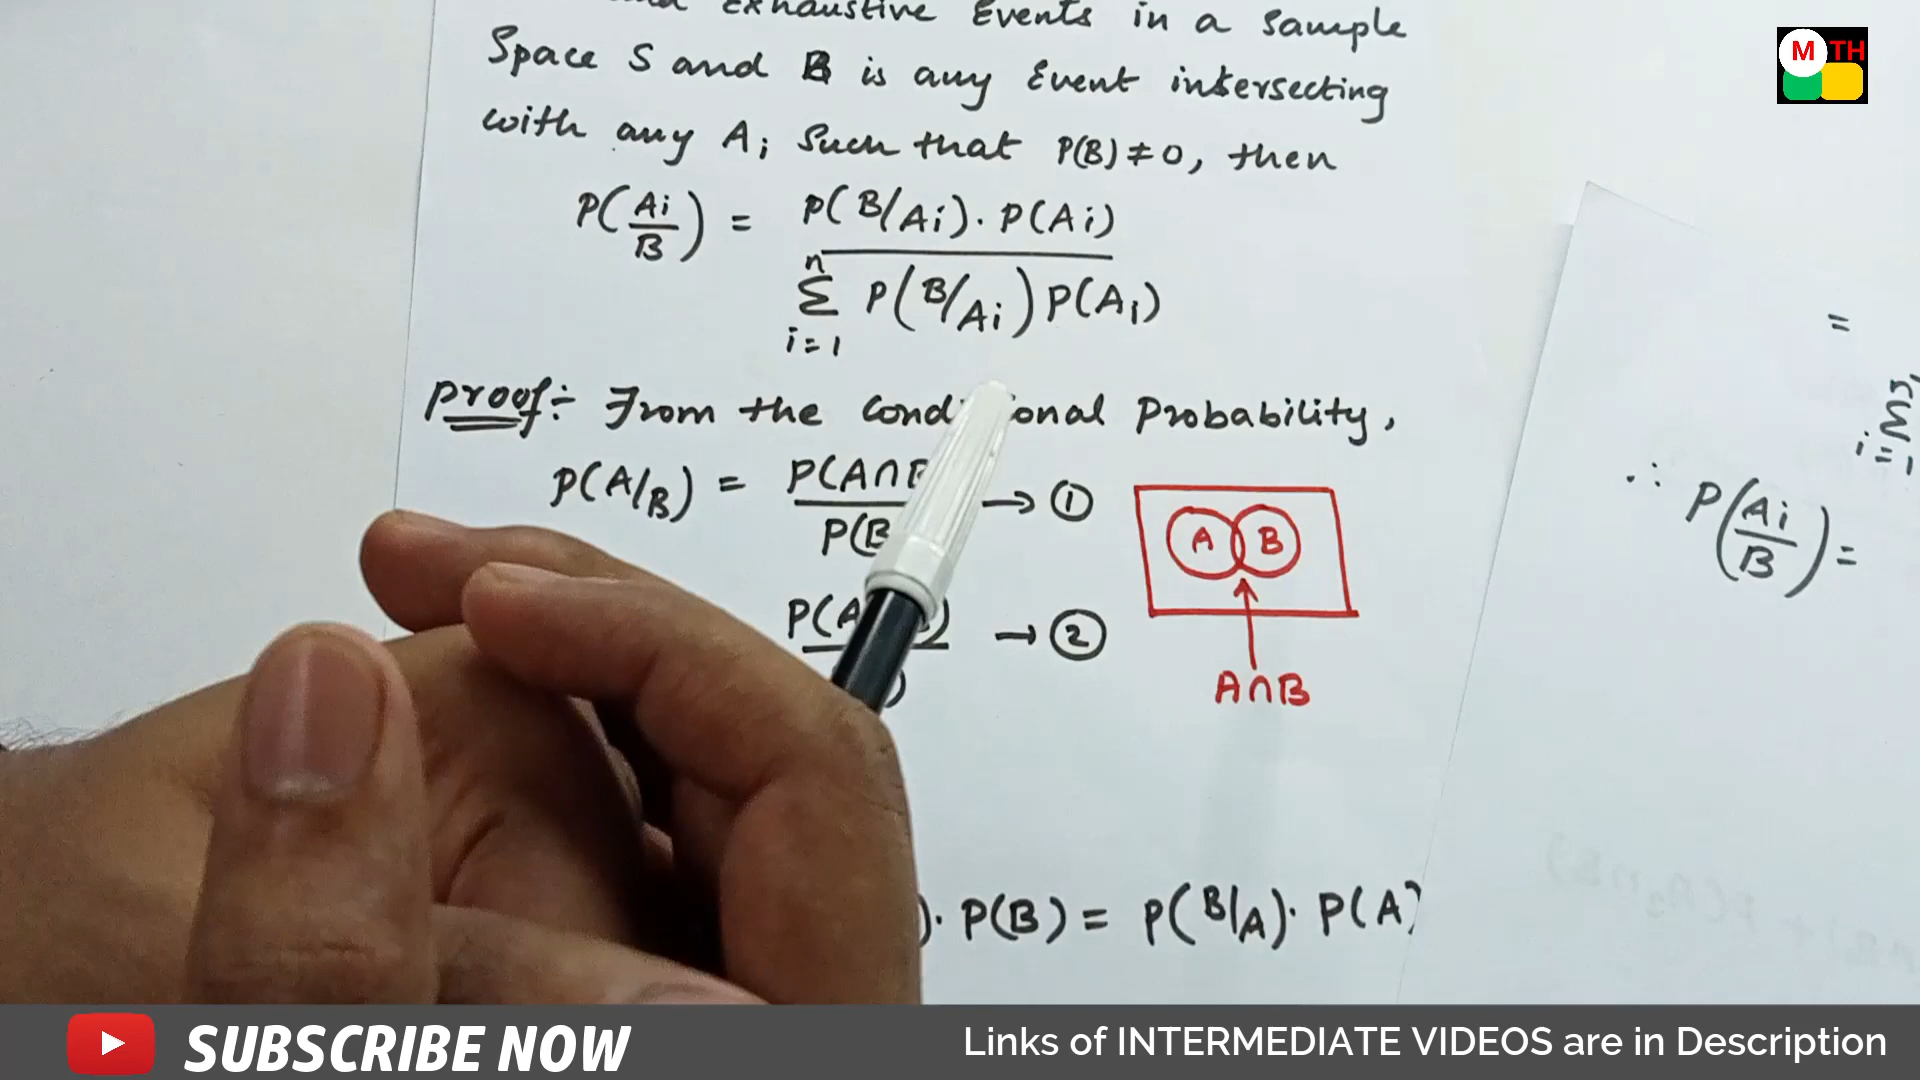 Exhaustive Events in a sample
Space S and B is any Event intersecting
with any Ai Such that P(B) ≠ 0, then
P(Ai/B) = P(B/Ai). P(Ai)
n
Σ P(B/Ai) P(Ai)
i = 1
Proof:- From the Probability,
P(A/B) = P(A∩B → ①
P(B
P(A → ②
A B
A∩B
). P(B) = P(B/A). P(A)
=
n
Σ
i=1
∴ P(Ai/B) =
M TH
SUBSCRIBE NOW
Links of INTERMEDIATE VIDEOS are in Description